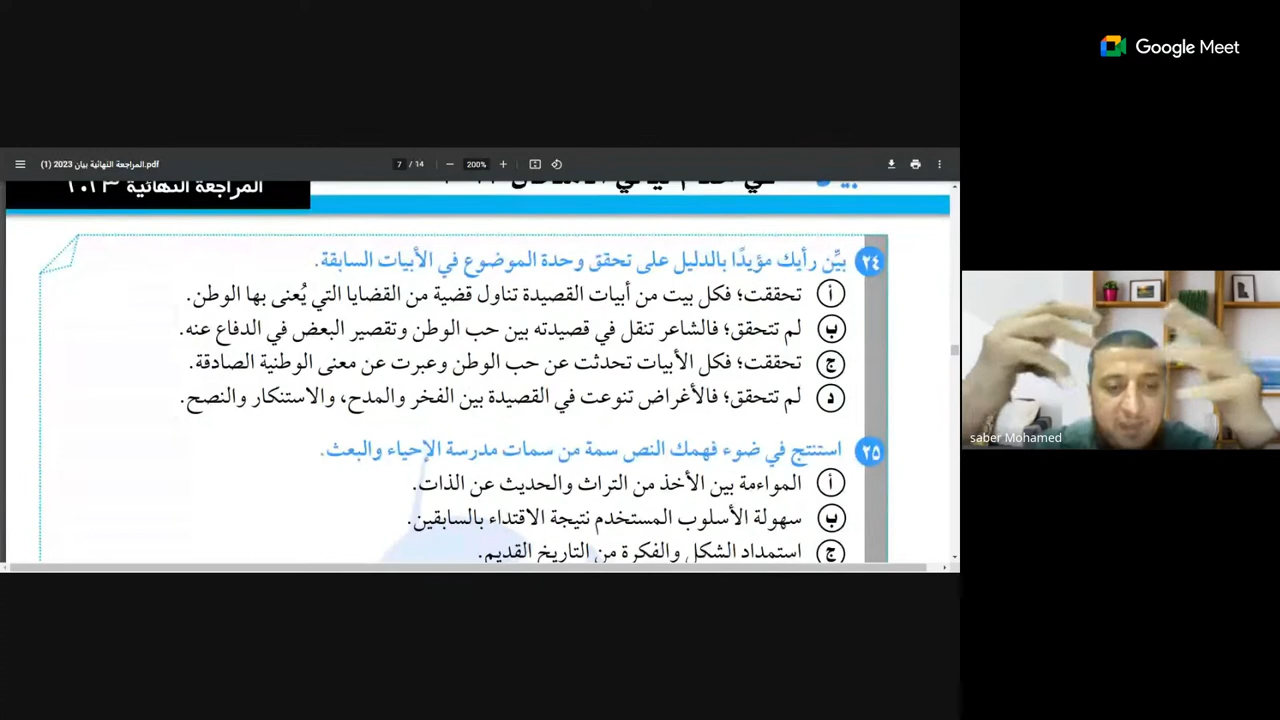 Google Meet
المراجعة النهائية بيان 2023 (1).pdf
7 / 14
200%
المراجعة النهائية ٢٠٢٣
٢٤ بيِّن رأيك مؤيدًا بالدليل على تحقق وحدة الموضوع في الأبيات السابقة.
أ تحققت؛ فكل بيت من أبيات القصيدة تناول قضية من القضايا التي يُعنى بها الوطن.
ب لم تتحقق؛ فالشاعر تنقل في قصيدته بين حب الوطن وتقصير البعض في الدفاع عنه.
ج تحققت؛ فكل الأبيات تحدثت عن حب الوطن وعبرت عن معنى الوطنية الصادقة.
د لم تتحقق؛ فالأغراض تنوعت في القصيدة بين الفخر والمدح، والاستنكار والنصح.
٢٥ استنتج في ضوء فهمك النص سمة من سمات مدرسة الإحياء والبعث.
أ المواءمة بين الأخذ من التراث والحديث عن الذات.
ب سهولة الأسلوب المستخدم نتيجة الاقتداء بالسابقين.
ج استمداد الشكل والفكرة من التاريخ القديم.
saber Mohamed